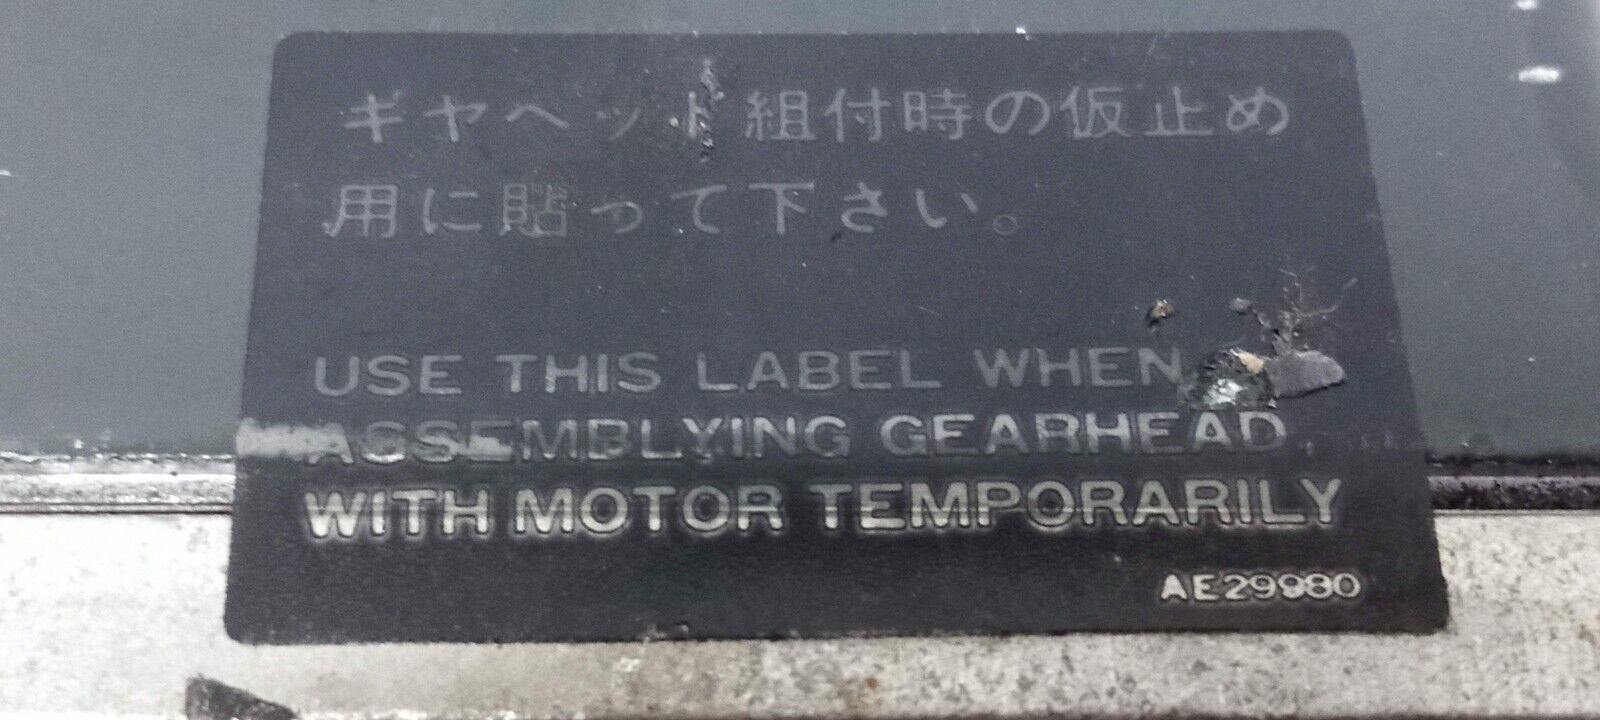 ギヤヘッド組付時の仮止め
用に貼って下さい。
USE THIS LABEL WHEN
ASSEMBLYING GEARHEAD
WITH MOTOR TEMPORARILY
AE29980